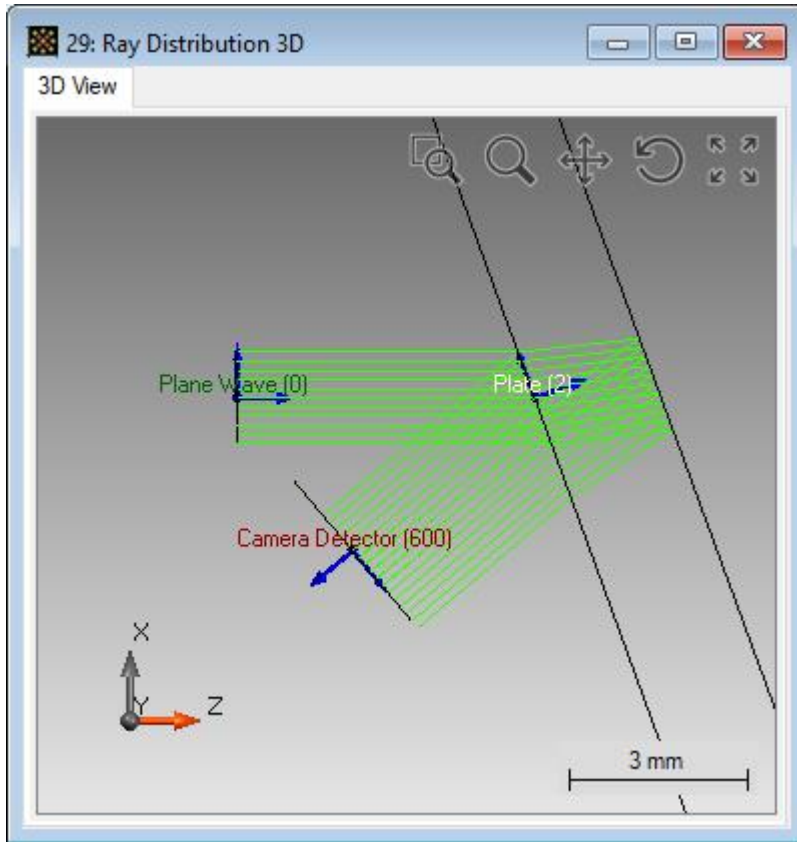 29: Ray Distribution 3D
3D View
Plane Wave (0)
Plate (2)
Camera Detector (600)
X
Y
Z
3 mm